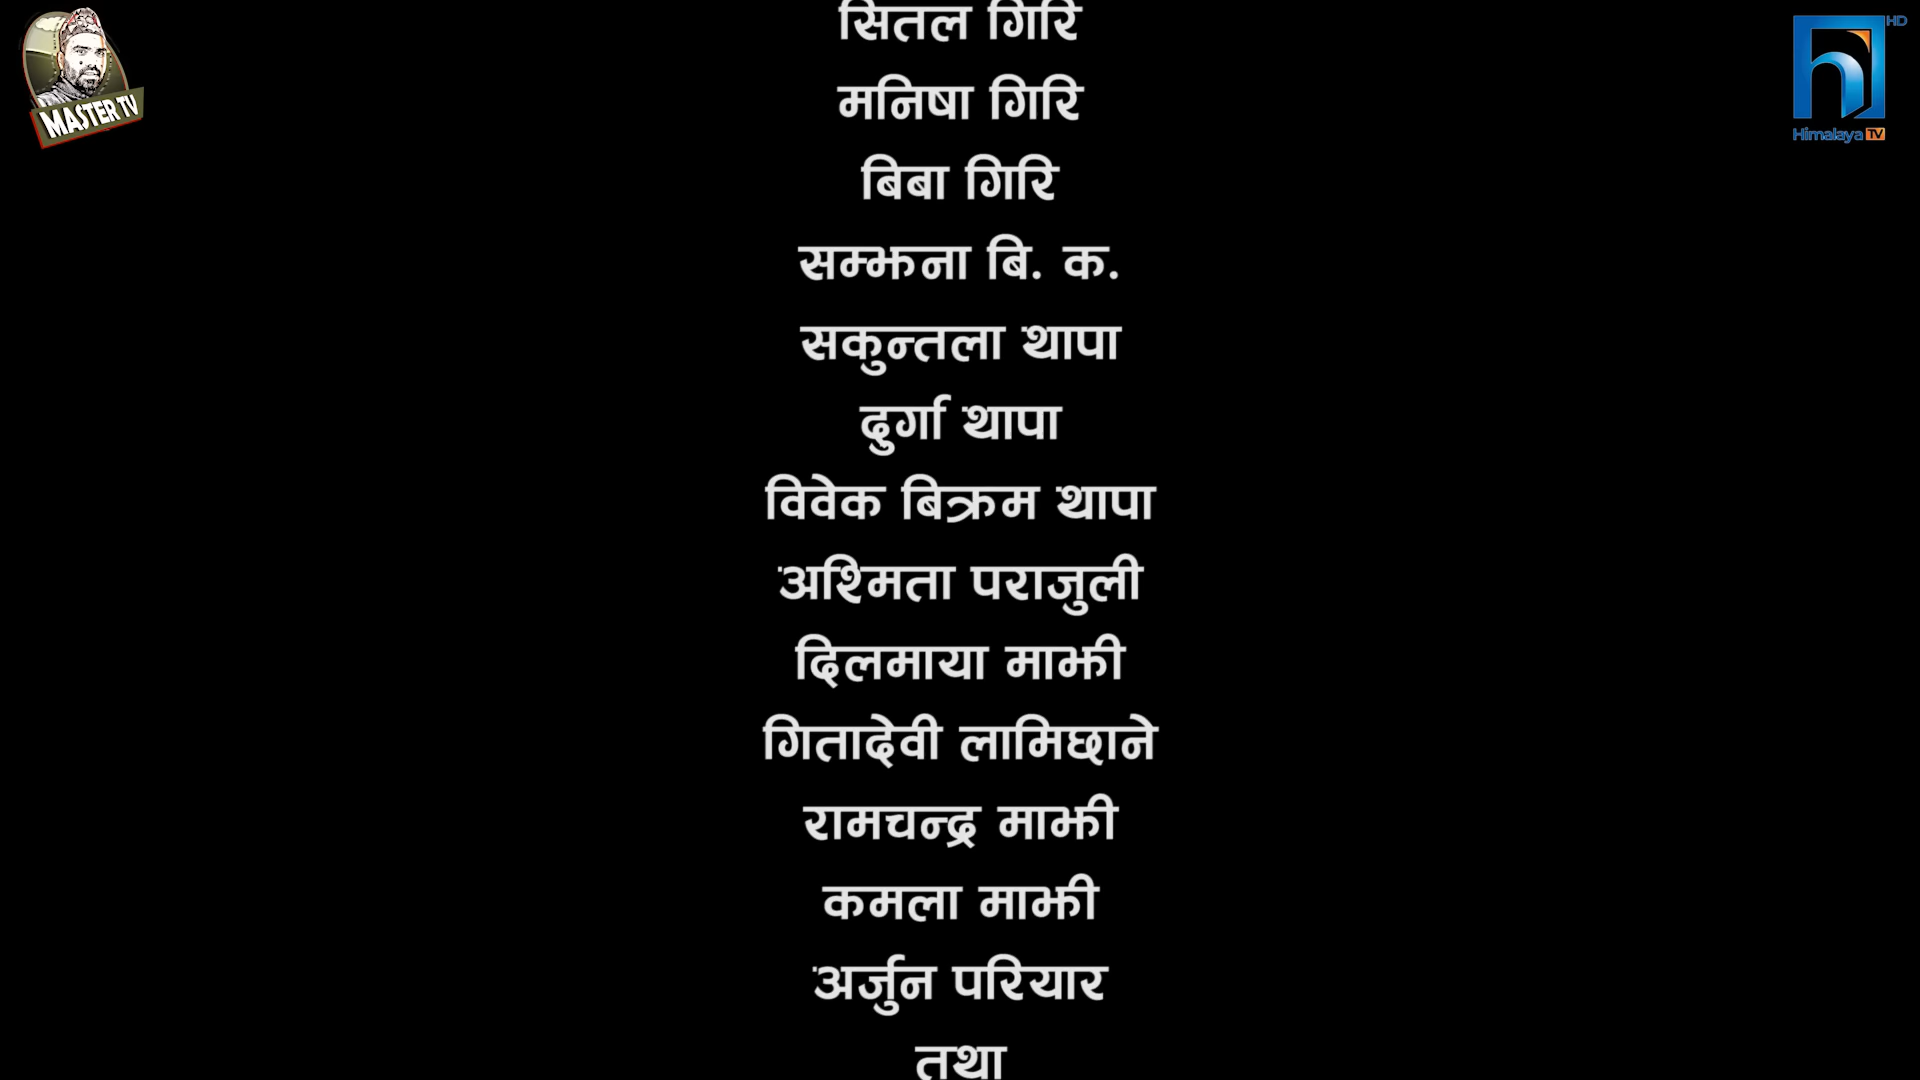 सितल गिरि
मनिषा गिरि
बिबा गिरि
सम्झना बि. क.
सकुन्तला थापा
दुर्गा थापा
विवेक बिक्रम थापा
अश्मिता पराजुली
दिलमाया माझी
गितादेवी लामिछाने
रामचन्द्र माझी
कमला माझी
अर्जुन परियार
तथा
MASTER TV
HD
Himalaya TV